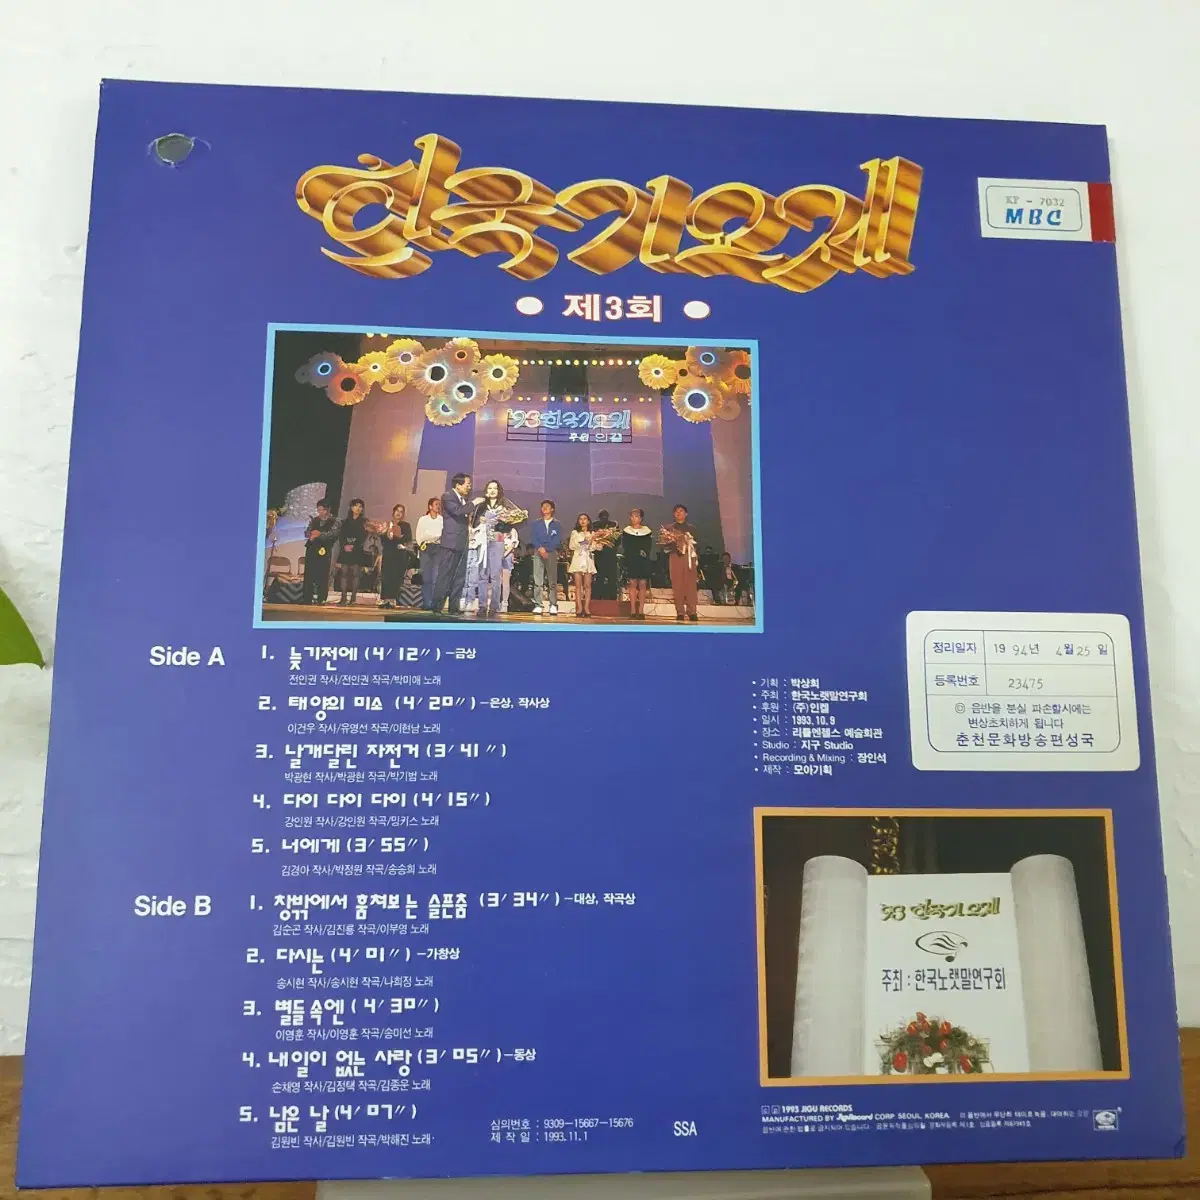 한국가요제
KP - 7032
MBC
• 제3회 •
'93 한국가요제
후원 인켈
Side A
1. 늦기전에 (4′12″) –금상
전인권 작사/전인권 작곡/박미애 노래
2. 태양의 미소 (4′20″) –은상, 작사상
이건우 작사/유영선 작곡/이현남 노래
3. 날개달린 자전거 (3′41″)
박광현 작사/박광현 작곡/박기범 노래
4. 다이 다이 다이 (4′15″)
강인원 작사/강인원 작곡/밍키스 노래
5. 너에게 (3′55″)
김경아 작사/박정원 작곡/송승희 노래
Side B
1. 창밖에서 훔쳐보는 슬픈춤 (3′34″) –대상, 작곡상
김순곤 작사/김진룡 작곡/이부영 노래
2. 다시는 (4′01″) –가창상
송시현 작사/송시현 작곡/나희정 노래
3. 별들 속엔 (4′30″)
이영훈 작사/이영훈 작곡/송미선 노래
4. 내일이 없는 사랑 (3′05″) –동상
손채영 작사/김정택 작곡/김종운 노래
5. 남은 날 (4′07″)
김원빈 작사/김원빈 작곡/박해진 노래
• 기획 : 박상회
• 주최 : 한국노랫말연구회
• 후원 : (주)인켈
• 일시 : 1993. 10. 9
• 장소 : 리틀엔젤스 예술회관
• Studio : 지구 Studio
• Recording & Mixing : 장인석
• 제작 : 모아기획
정리일자 1994년 4월 25일
등록번호 23475
◎ 음반을 분실 파손할시에는
변상조치하게 됩니다
춘천문화방송편성국
'93 한국가요제
주최 : 한국노랫말연구회
심의번호 : 9309-15667-15676
제 작 일 : 1993. 11. 1
SSA
ⓒ ⓟ 1993 JIGU RECORDS
MANUFACTURED BY JiguRecord CORP. SEOUL, KOREA.